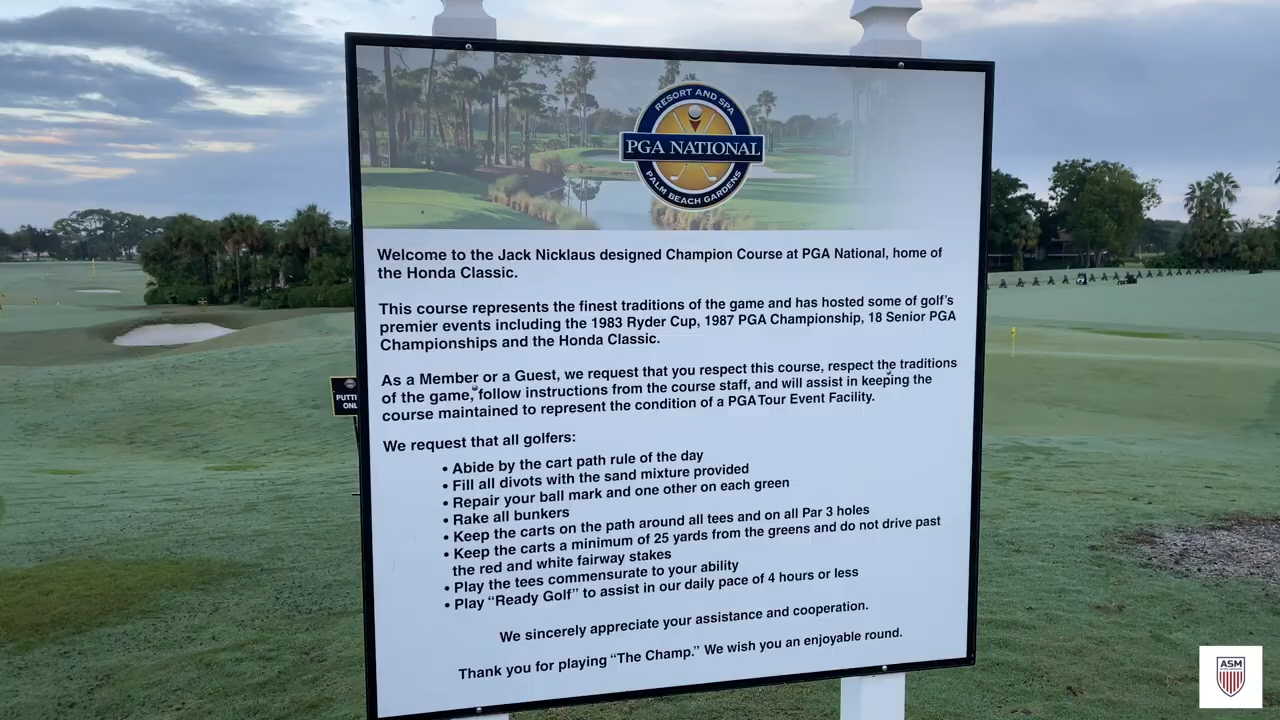 RESORT AND SPA
PGA NATIONAL
PALM BEACH GARDENS
Welcome to the Jack Nicklaus designed Champion Course at PGA National, home of
the Honda Classic.
This course represents the finest traditions of the game and has hosted some of golf's
premier events including the 1983 Ryder Cup, 1987 PGA Championship, 18 Senior PGA
Championships and the Honda Classic.
As a Member or a Guest, we request that you respect this course, respect the traditions
of the game, follow instructions from the course staff, and will assist in keeping the
course maintained to represent the condition of a PGA Tour Event Facility.
We request that all golfers:
• Abide by the cart path rule of the day
• Fill all divots with the sand mixture provided
• Repair your ball mark and one other on each green
• Rake all bunkers
• Keep the carts on the path around all tees and on all Par 3 holes
• Keep the carts a minimum of 25 yards from the greens and do not drive past
the red and white fairway stakes
• Play the tees commensurate to your ability
• Play “Ready Golf” to assist in our daily pace of 4 hours or less
We sincerely appreciate your assistance and cooperation.
Thank you for playing “The Champ.” We wish you an enjoyable round.
PUTTI
ONL
ASM